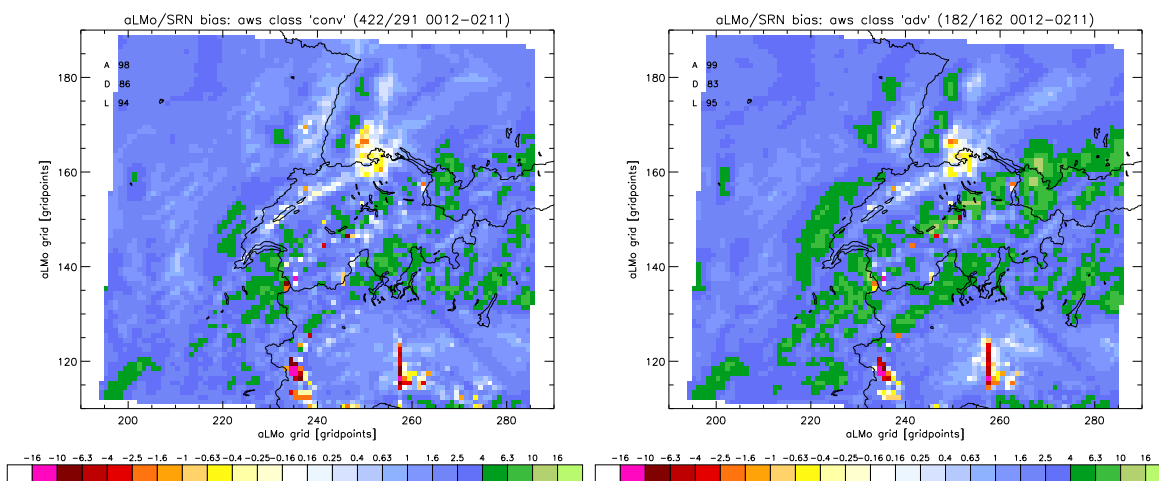 aLMo/SRN bias: aws class 'conv' (422/291 0012-0211)
A 98
D 86
L 94
180
160
140
120
aLMo grid [gridpoints]
200 220 240 260 280
aLMo grid [gridpoints]
-16 -10 -6.3 -4 -2.5 -1.6 -1 -0.63 -0.4 -0.25 -0.16 0.16 0.25 0.4 0.63 1 1.6 2.5 4 6.3 10 16
aLMo/SRN bias: aws class 'adv' (182/162 0012-0211)
A 99
D 83
L 95
180
160
140
120
aLMo grid [gridpoints]
200 220 240 260 280
aLMo grid [gridpoints]
-16 -10 -6.3 -4 -2.5 -1.6 -1 -0.63 -0.4 -0.25 -0.16 0.16 0.25 0.4 0.63 1 1.6 2.5 4 6.3 10 16